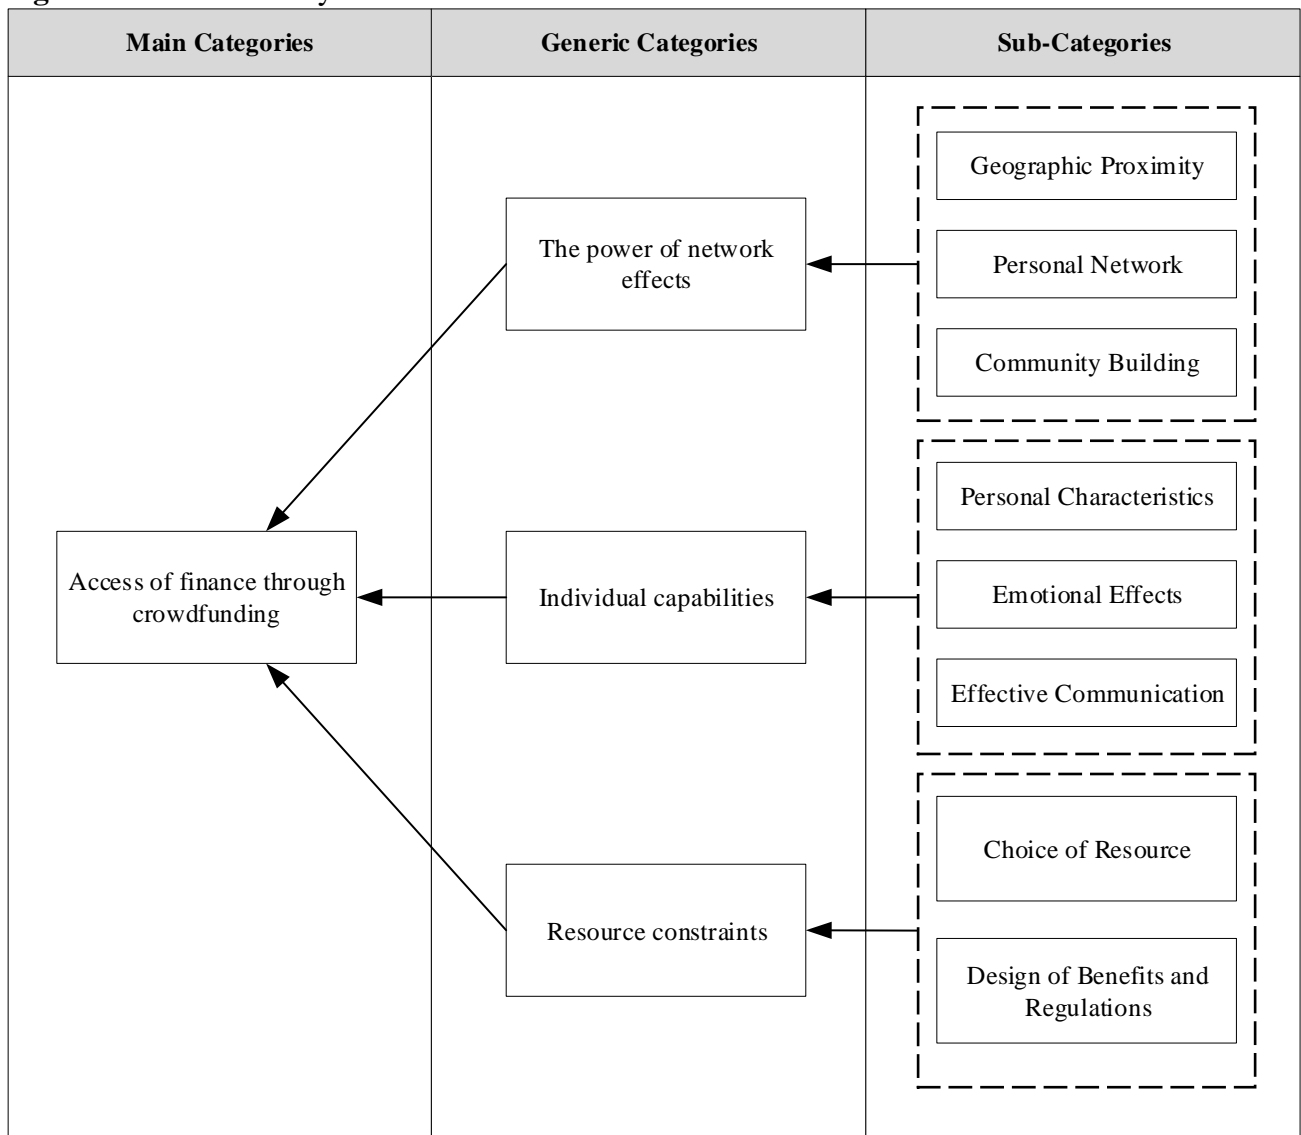 Main Categories
Generic Categories
Sub-Categories
Geographic Proximity
The power of network
effects
Personal Network
Community Building
Personal Characteristics
Access of finance through
crowdfunding
Individual capabilities
Emotional Effects
Effective Communication
Choice of Resource
Resource constraints
Design of Benefits and
Regulations